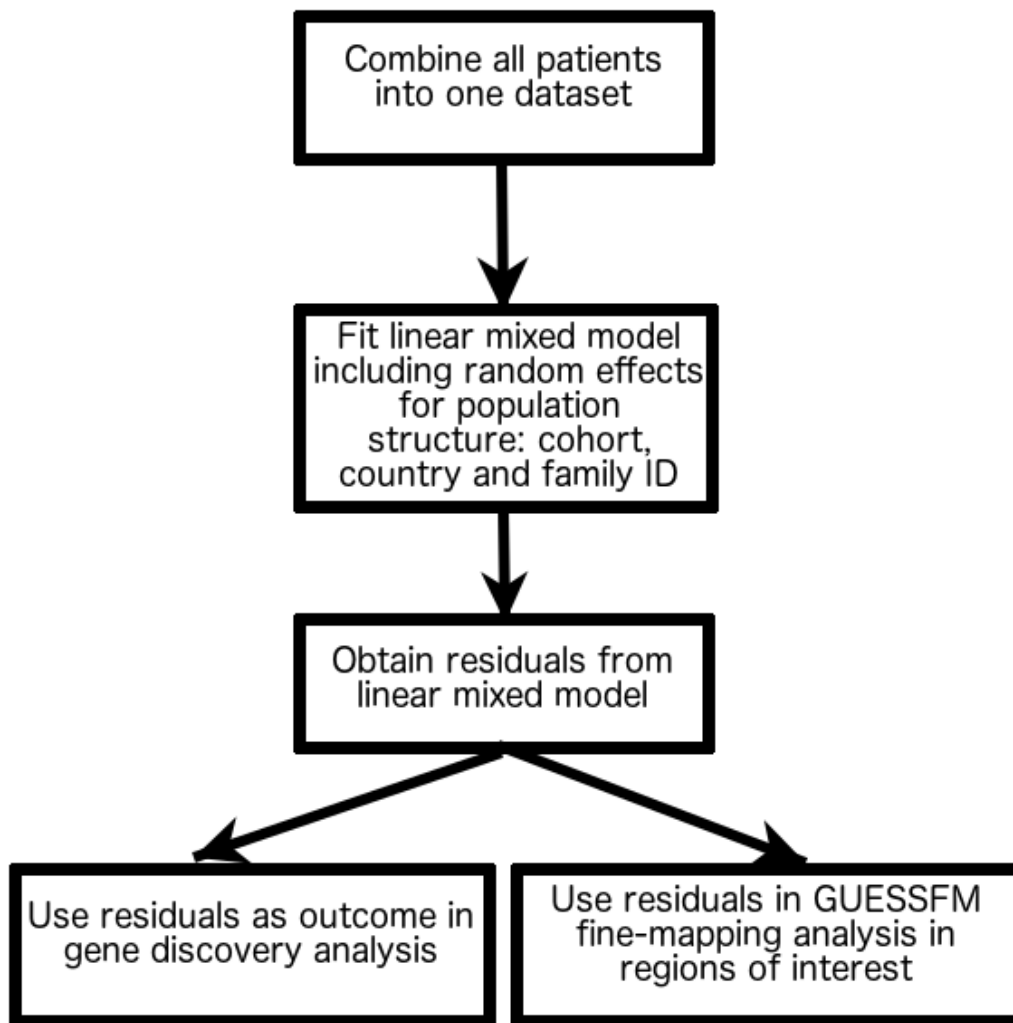 Combine all patients
into one dataset
Fit linear mixed model
including random effects
for population
structure: cohort,
country and family ID
Obtain residuals from
linear mixed model
Use residuals as outcome in
gene discovery analysis
Use residuals in GUESSFM
fine-mapping analysis in
regions of interest